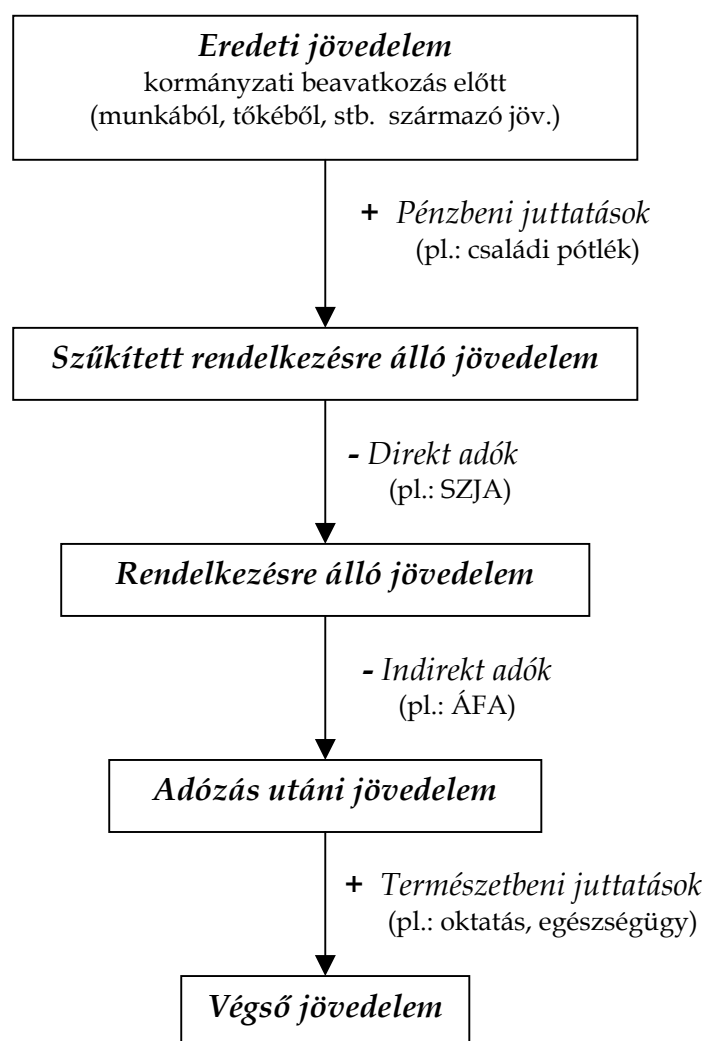 Eredeti jövedelem
kormányzati beavatkozás előtt
(munkából, tőkéből, stb. származó jöv.)
+ Pénzbeni juttatások
(pl.: családi pótlék)
Szűkített rendelkezésre álló jövedelem
- Direkt adók
(pl.: SZJA)
Rendelkezésre álló jövedelem
- Indirekt adók
(pl.: ÁFA)
Adózás utáni jövedelem
+ Természetbeni juttatások
(pl.: oktatás, egészségügy)
Végső jövedelem